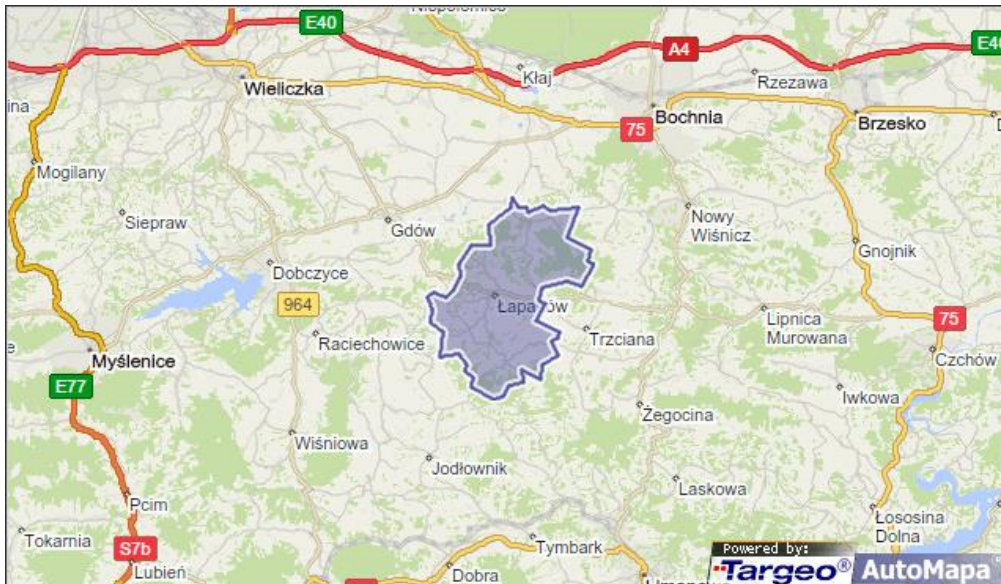 E40
A4
Kłaj
Rzezawa
Wieliczka
75
Bochnia
Brzesko
Mogilany
Siepraw
Gdów
Nowy
Wiśnicz
Gnojnik
Dobczyce
964
Łapanów
Raciechowice
Trzciana
Lipnica
Murowana
75
Myślenice
Czchów
E77
Iwkowa
Żegocina
Wiśniowa
Jodłownik
Laskowa
Pcim
Łososina
Dolna
Tokarnia
S7b
Tymbark
Lubień
Dobra
Powered by:
Targeo® AutoMapa